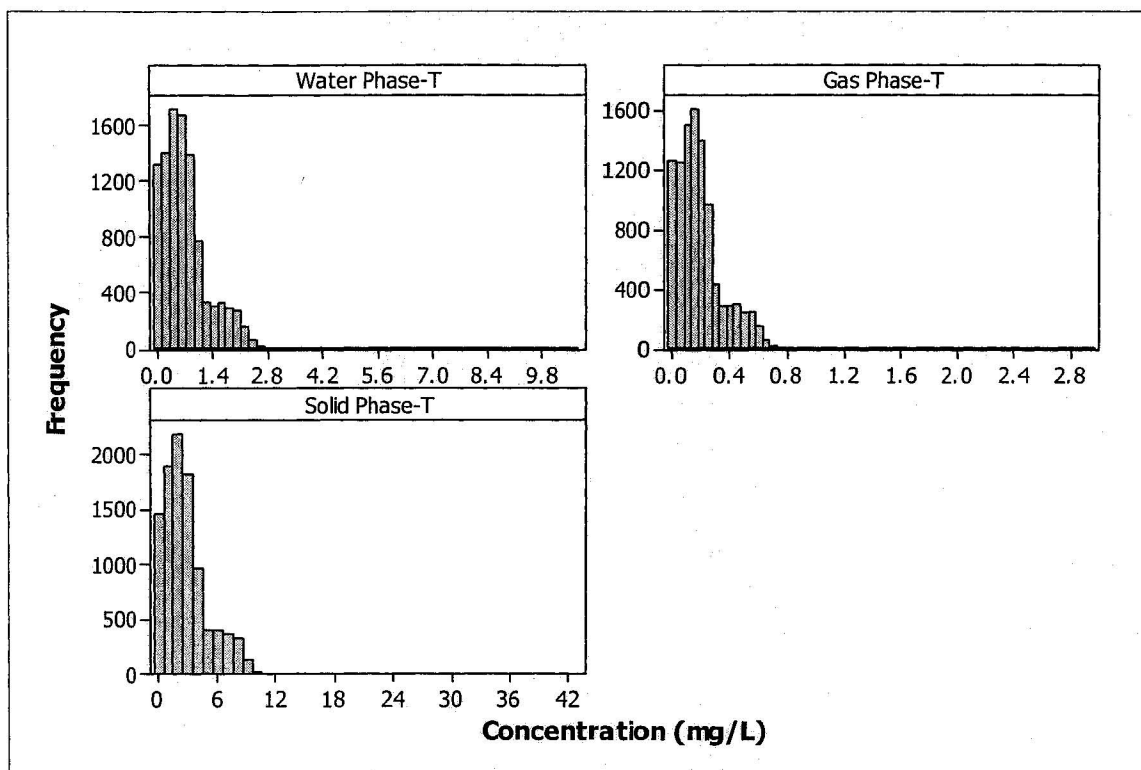 Water Phase-T
Gas Phase-T
1600
1200
800
400
0
0.0 1.4 2.8 4.2 5.6 7.0 8.4 9.8
1600
1200
800
400
0
0.0 0.4 0.8 1.2 1.6 2.0 2.4 2.8
Frequency
Solid Phase-T
2000
1500
1000
500
0
0 6 12 18 24 30 36 42
Concentration (mg/L)